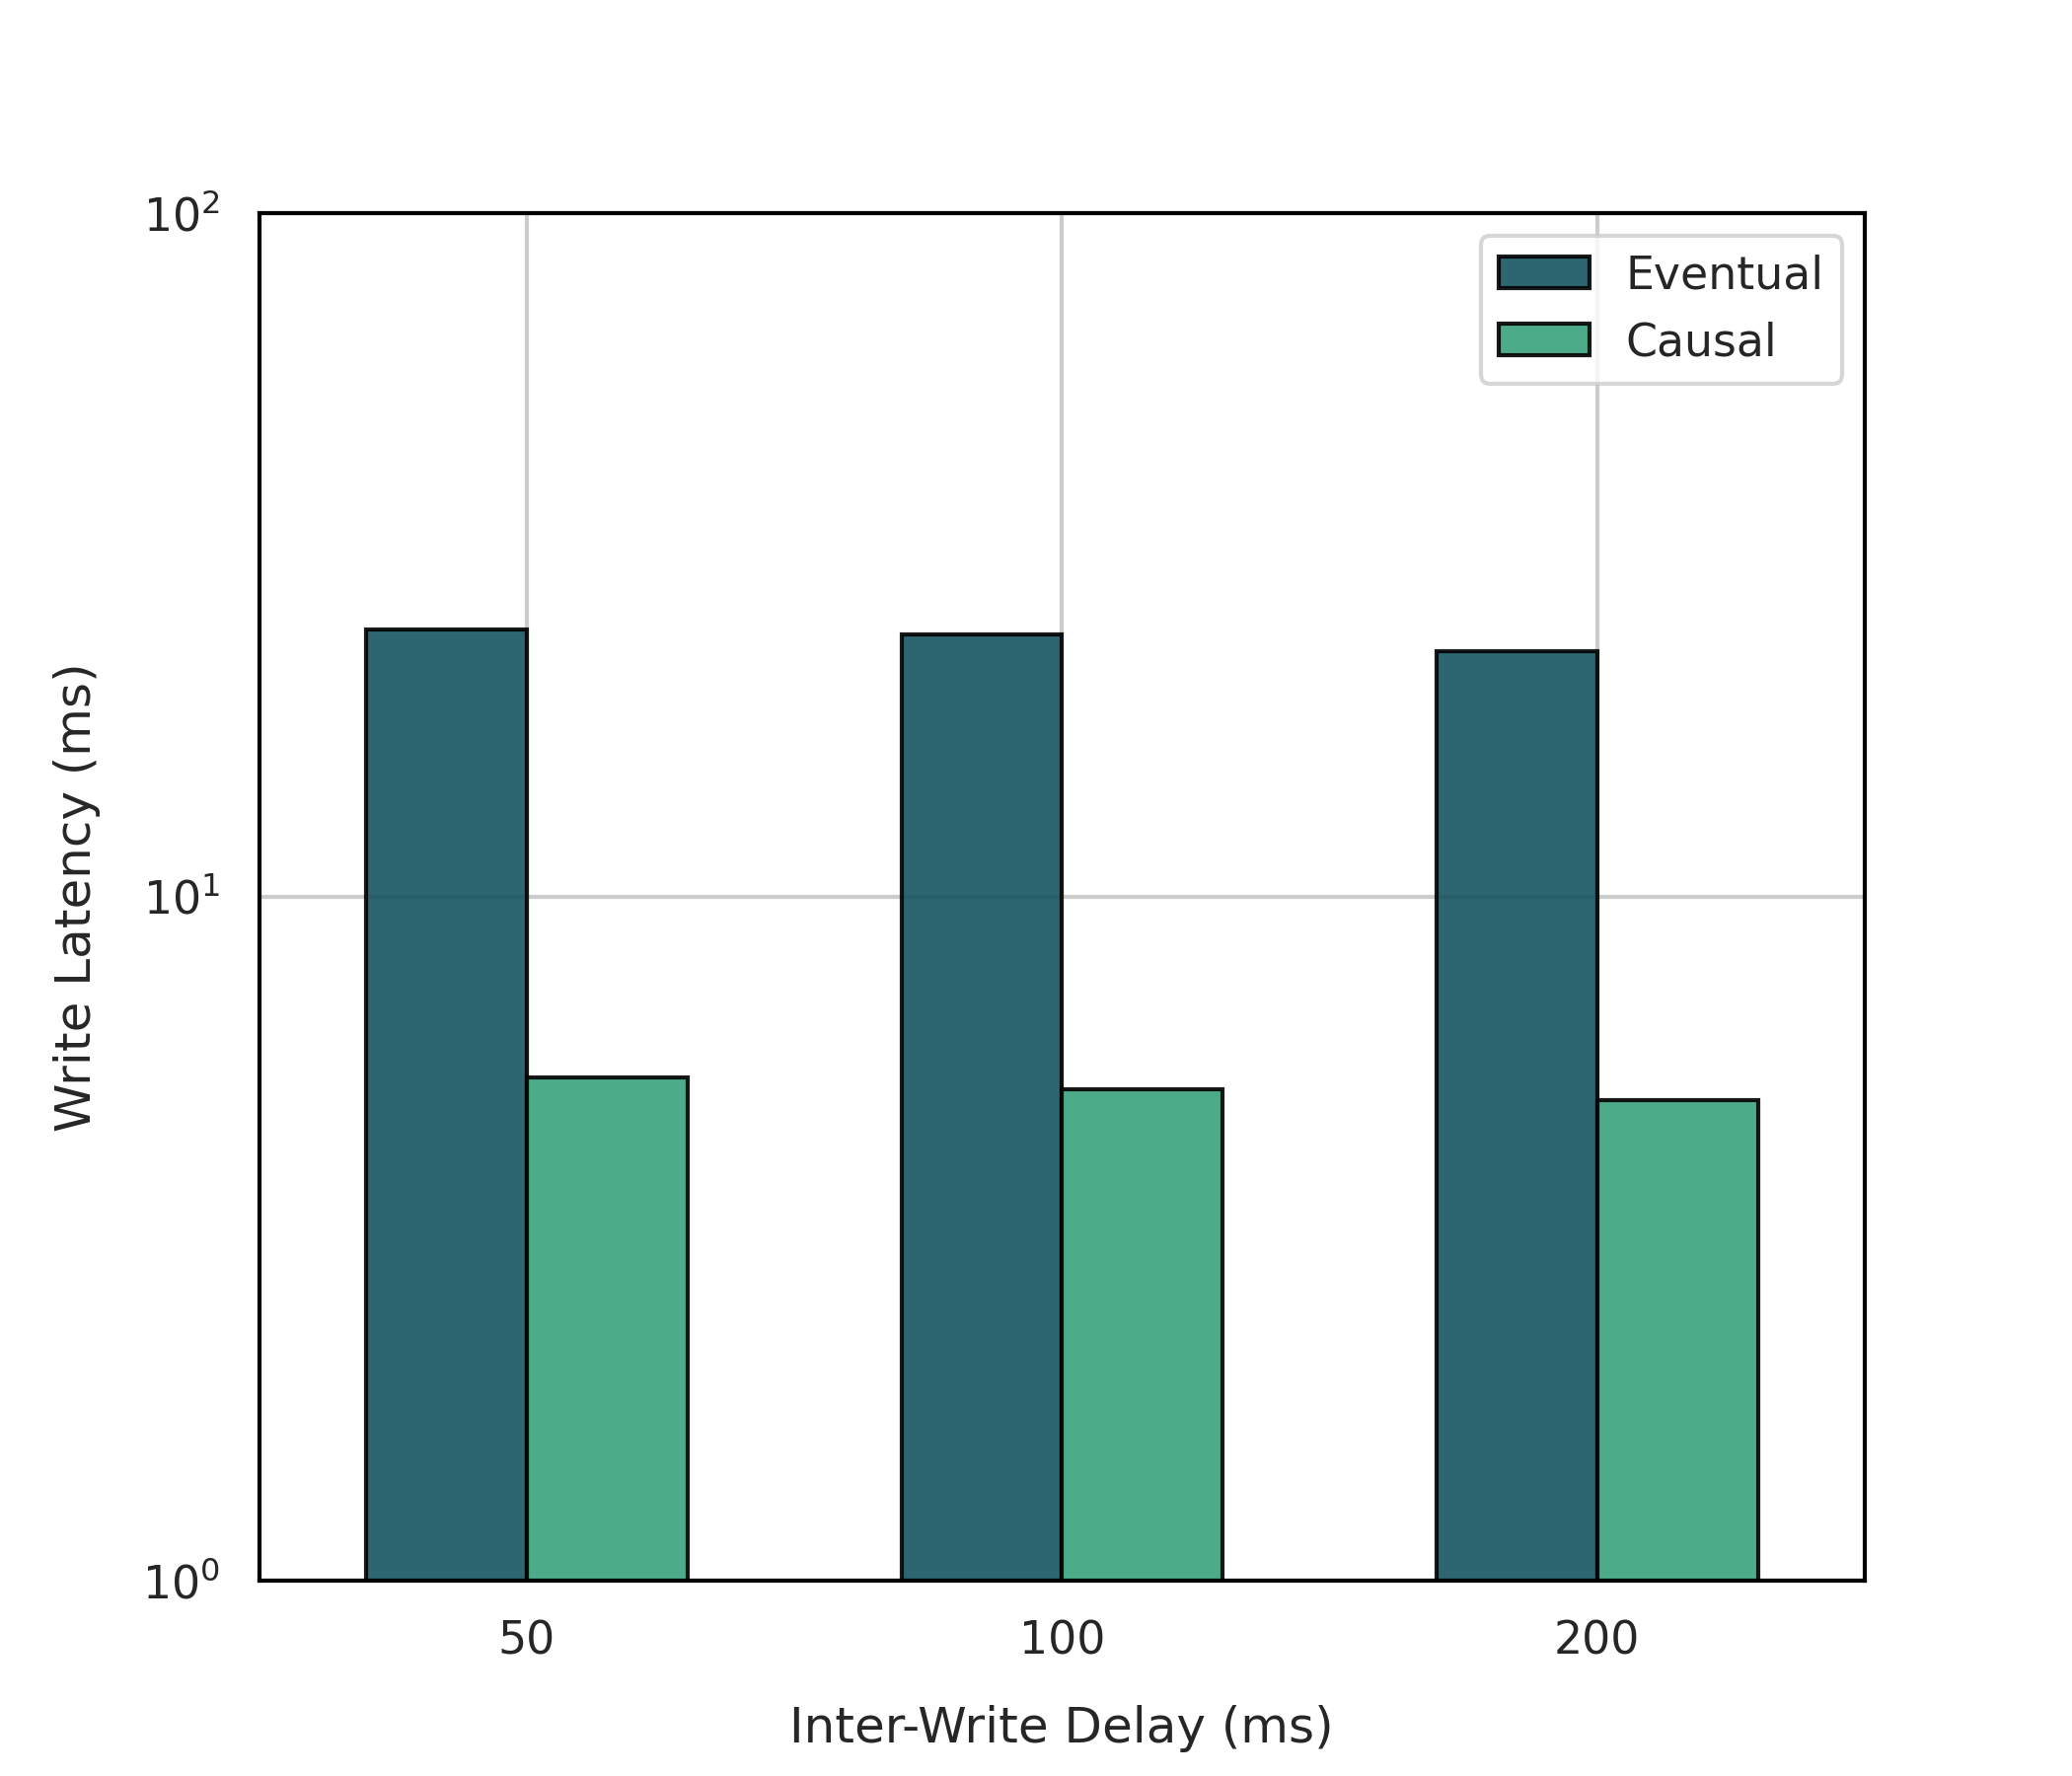 10²
Eventual
Causal
10¹
10⁰
Write Latency (ms)
50 100 200
Inter-Write Delay (ms)